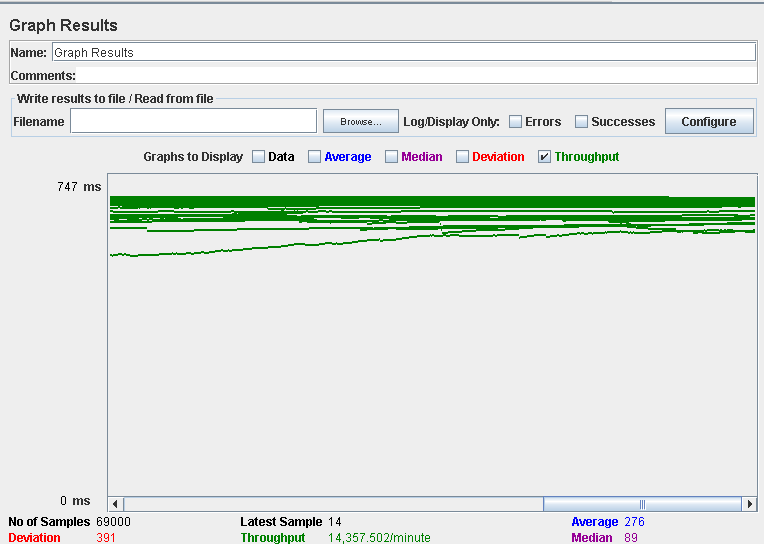 Graph Results
Name: Graph Results
Comments:
Write results to file / Read from file
Filename Browse... Log/Display Only: Errors Successes Configure
Graphs to Display Data Average Median Deviation Throughput
747 ms
0 ms
No of Samples 69000 Latest Sample 14 Average 276
Deviation 391 Throughput 14,357.502/minute Median 89